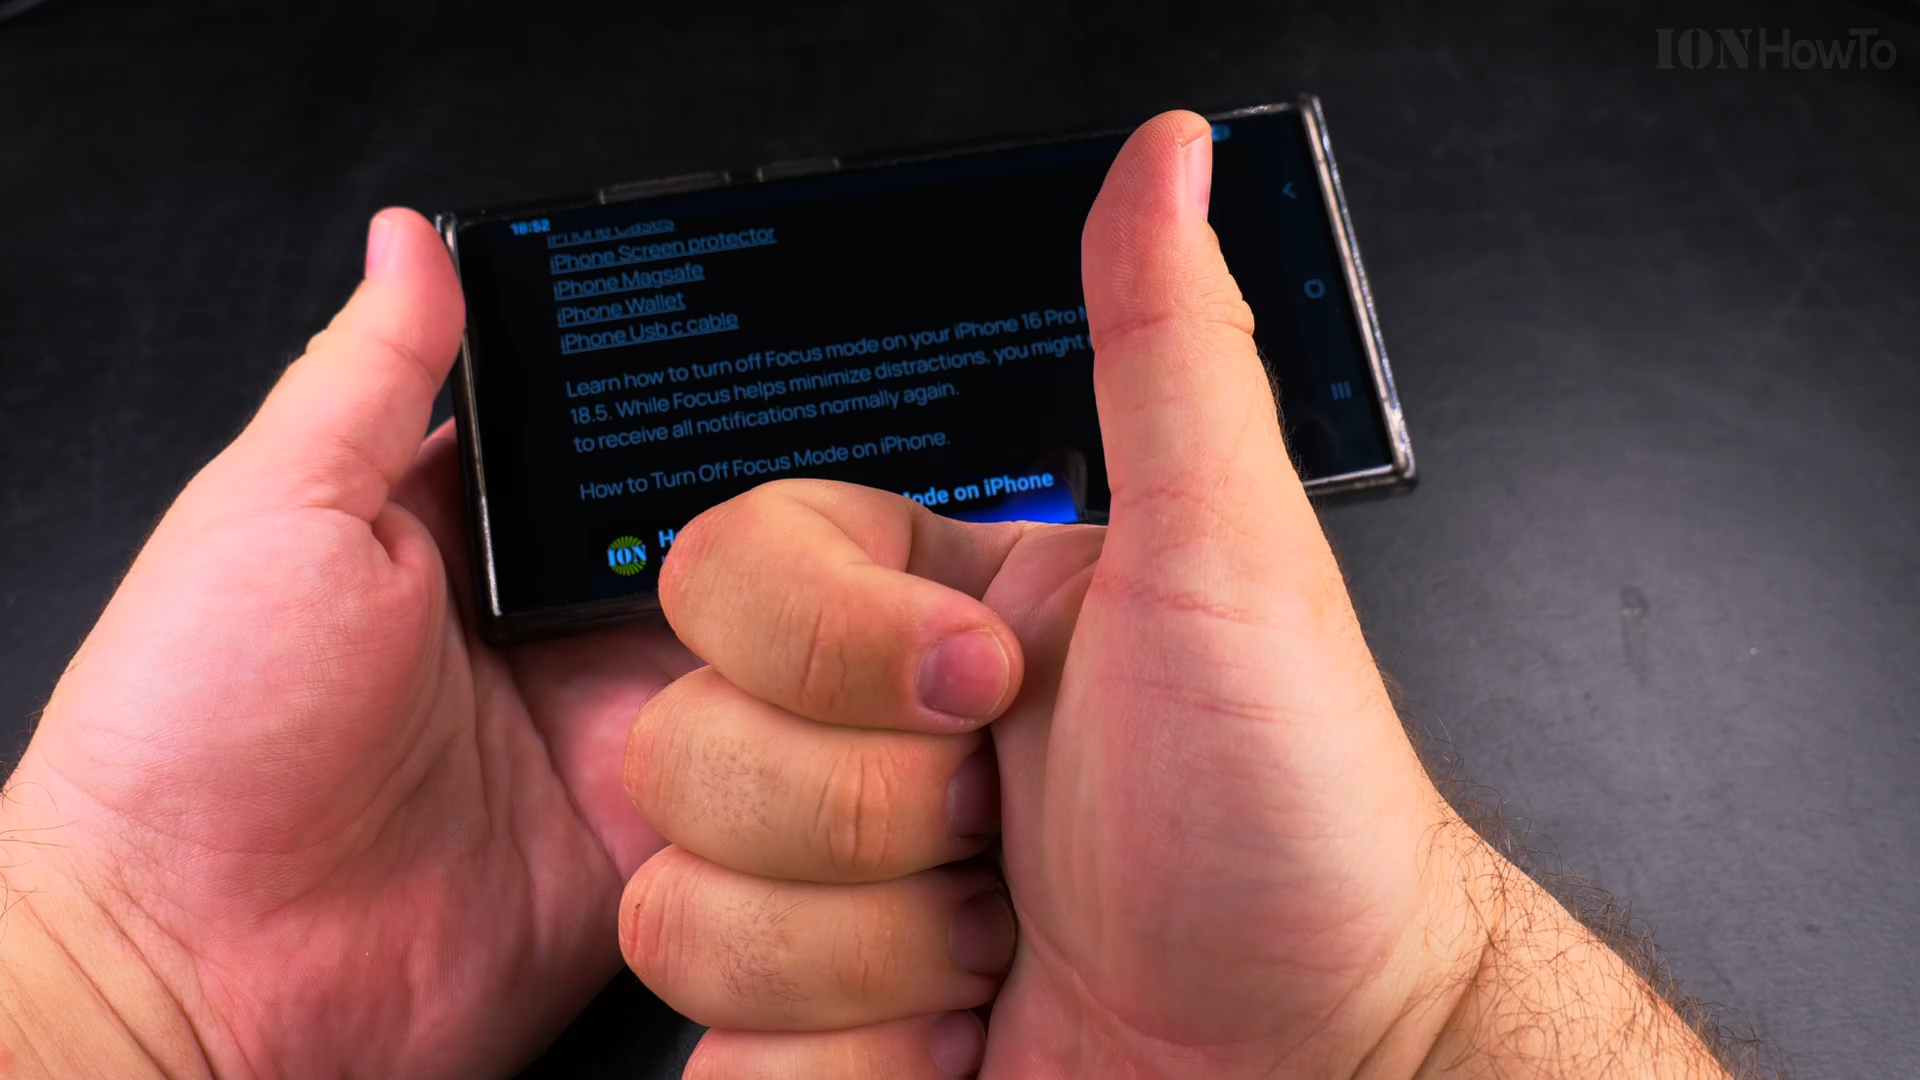 ION HowTo
18:52
iPhone Cases
iPhone Screen protector
iPhone Magsafe
iPhone Wallet
iPhone Usb c cable
Learn how to turn off Focus mode on your iPhone 16 Pro
18.5. While Focus helps minimize distractions, you might
to receive all notifications normally again.
How to Turn Off Focus Mode on iPhone.
ode on iPhone
ION